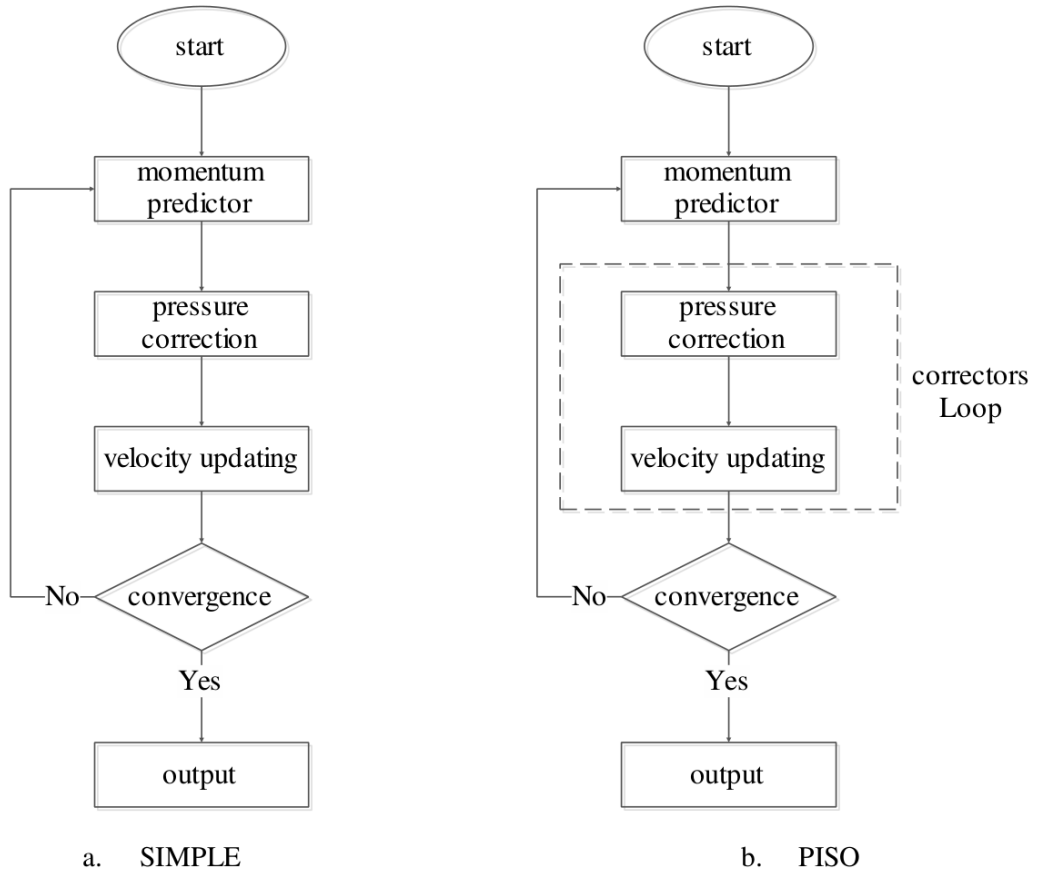 start
momentum
predictor
pressure
correction
velocity updating
convergence
No
Yes
output
a. SIMPLE
start
momentum
predictor
pressure
correction
velocity updating
correctors
Loop
convergence
No
Yes
output
b. PISO